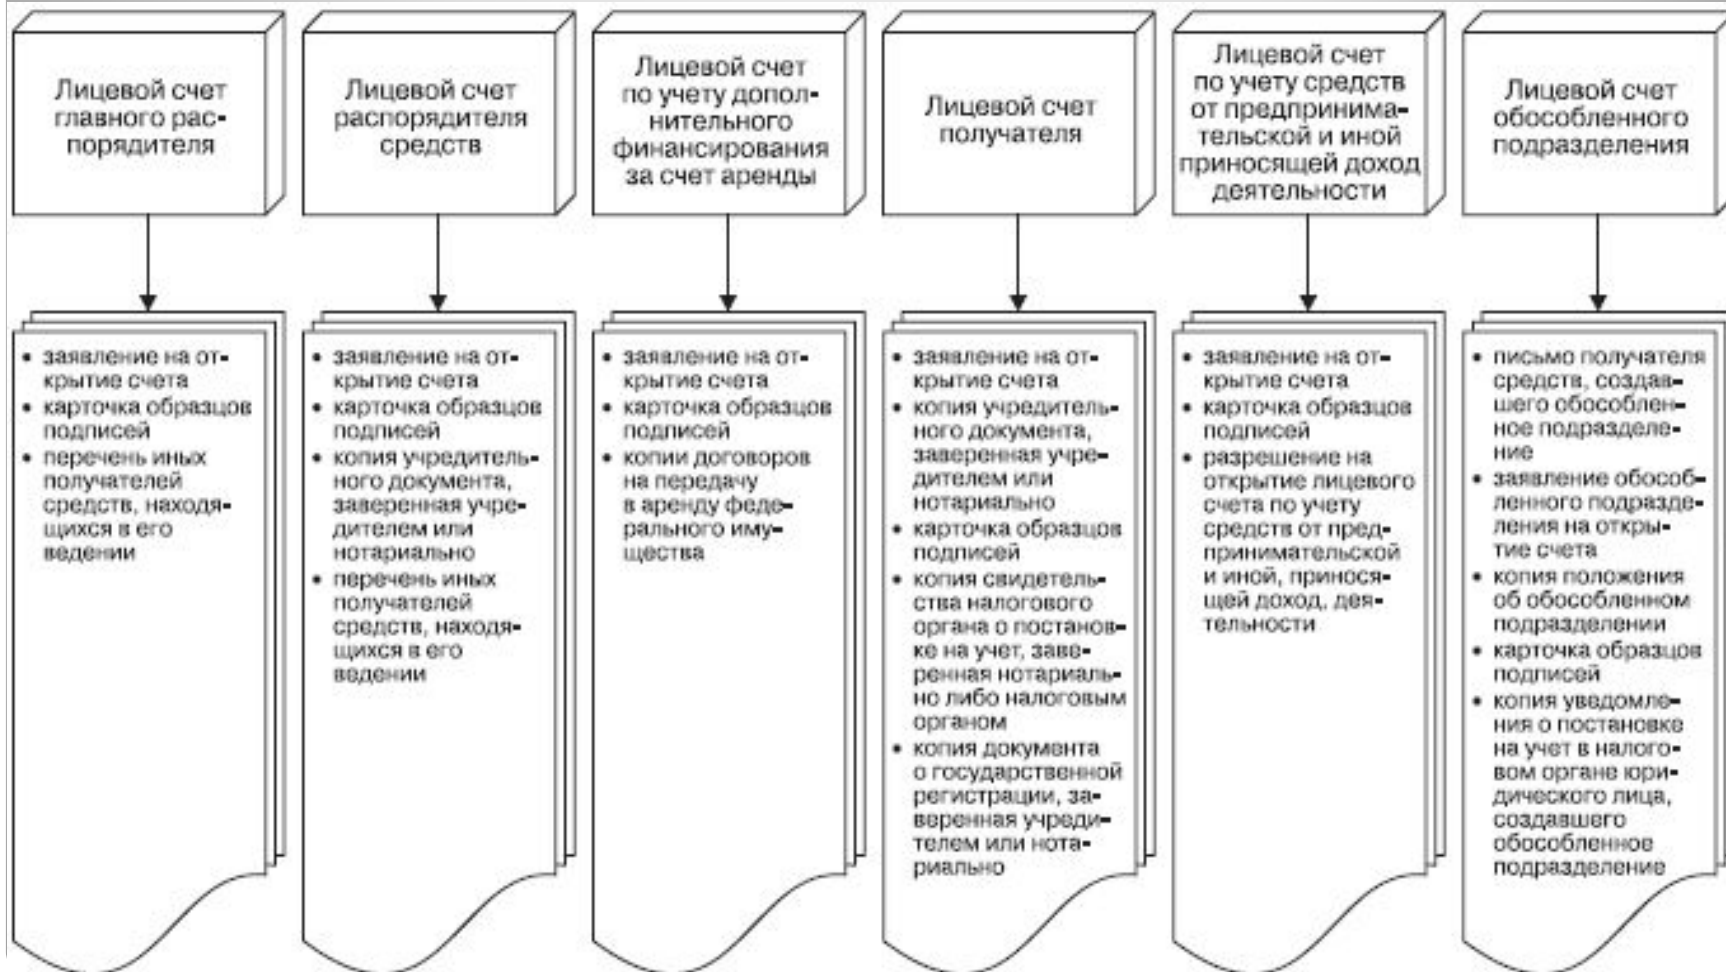 Лицевой счет
главного рас-
порядителя
Лицевой счет
распорядителя
средств
Лицевой счет
по учету допол-
нительного
финансирования
за счет аренды
Лицевой счет
получателя
Лицевой счет
по учету средств
от предпринима-
тельской и иной
приносящей доход
деятельности
Лицевой счет
обособленного
подразделения
• заявление на от-
крытие счета
• карточка образцов
подписей
• перечень иных
получателей
средств, находя-
щихся в его
ведении
• заявление на от-
крытие счета
• карточка образцов
подписей
• копия учредитель-
ного документа,
заверенная учре-
дителем или
нотариально
• перечень иных
получателей
средств, находя-
щихся в его
ведении
• заявление на от-
крытие счета
• карточка образцов
подписей
• копии договоров
на передачу
в аренду феде-
рального иму-
щества
• заявление на от-
крытие счета
• копия учредитель-
ного документа,
заверенная учре-
дителем или
нотариально
• карточка образцов
подписей
• копия свидетель-
ства налогового
органа о постанов-
ке на учет, заве-
ренная нотариаль-
но либо налоговым
органом
• копия документа
о государственной
регистрации, за-
веренная учреди-
телем или нота-
риально
• заявление на от-
крытие счета
• карточка образцов
подписей
• разрешение на
открытие лицевого
счета по учету
средств от пред-
принимательской
и иной, принося-
щей доход, дея-
тельности
• письмо получателя
средств, создав-
шего обособлен-
ное подразделе-
ние
• заявление обособ-
ленного подразде-
ления на откры-
тие счета
• копия положения
об обособленном
подразделении
• карточка образцов
подписей
• копия уведомле-
ния о постановке
на учет в налого-
вом органе юри-
дического лица,
создавшего
обособленное
подразделение